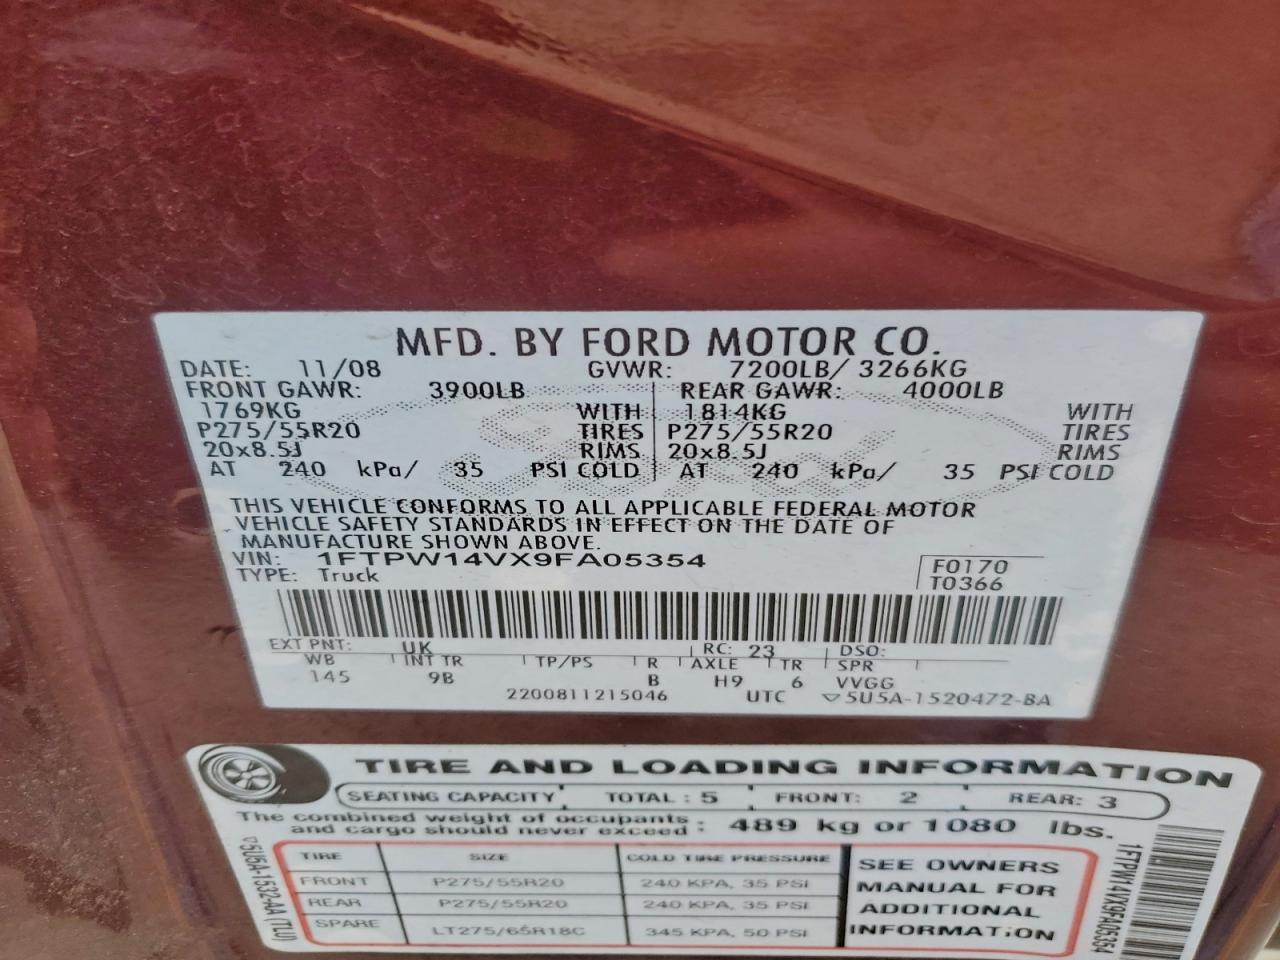 MFD. BY FORD MOTOR CO.
DATE: 11/08 GVWR: 7200LB/ 3266KG
FRONT GAWR: 3900LB REAR GAWR: 4000LB
1769KG WITH 1814KG WITH
P275/55R20 TIRES P275/55R20 TIRES
20x8.5J RIMS 20x8.5J RIMS
AT 240 kPa/ 35 PSI COLD AT 240 kPa/ 35 PSI COLD
THIS VEHICLE CONFORMS TO ALL APPLICABLE FEDERAL MOTOR
VEHICLE SAFETY STANDARDS IN EFFECT ON THE DATE OF
MANUFACTURE SHOWN ABOVE.
VIN: 1FTPW14VX9FA05354
TYPE: Truck
F0170
T0366
EXT PNT: UK RC: 23 DSO:
WB INT TR TP/PS R AXLE TR SPR
145 9B B H9 6 VVGG
2200811215046 UTC ▽5U5A-1520472-BA
TIRE AND LOADING INFORMATION
SEATING CAPACITY TOTAL : 5 FRONT: 2 REAR: 3
The combined weight of occupants
and cargo should never exceed : 489 kg or 1080 lbs.
TIRE SIZE COLD TIRE PRESSURE
FRONT P275/55R20 240 KPA, 35 PSI
REAR P275/55R20 240 KPA, 35 PSI
SPARE LT275/65R18C 345 KPA, 50 PSI
SEE OWNERS
MANUAL FOR
ADDITIONAL
INFORMATION
▽5U5A-1532-AA (TLU)
1FTPW14VX9FA05354